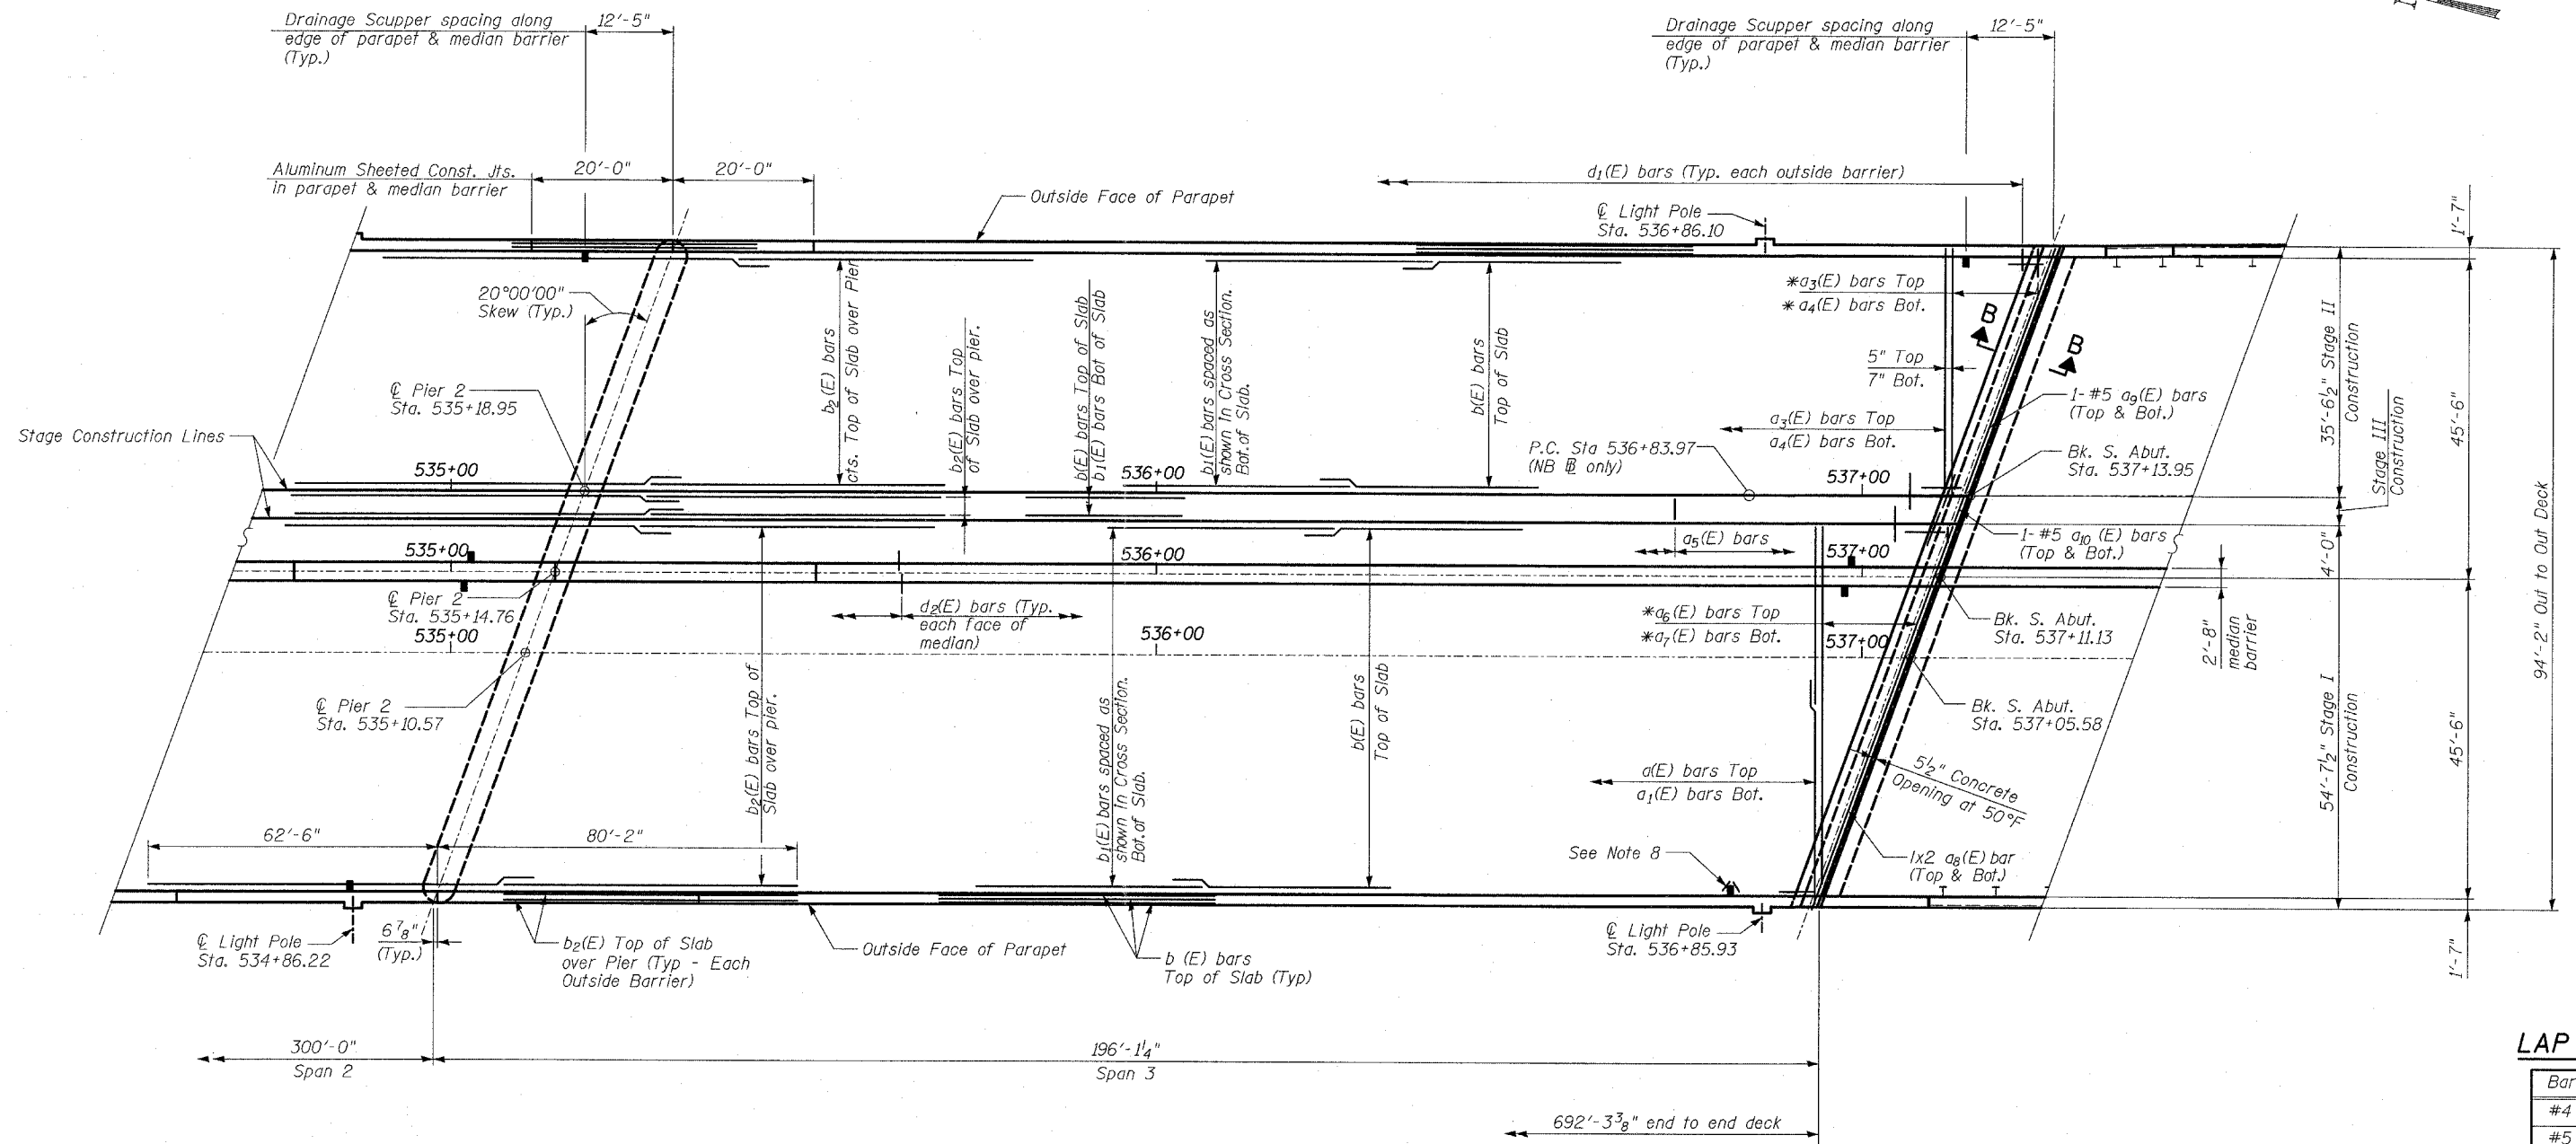 Drainage Scupper spacing along
edge of parapet & median barrier
(Typ.)
12'-5"
Drainage Scupper spacing along
edge of parapet & median barrier
(Typ.)
12'-5"
Aluminum Sheeted Const. Jts.
in parapet & median barrier
20'-0"
20'-0"
Outside Face of Parapet
d₁(E) bars (Typ. each outside barrier)
℄ Light Pole
Sta. 536+86.10
1'-7"
20°00'00"
Skew (Typ.)
b₂(E) bars
cts. Top of Slab over Pier
b₂(E) bars Top
of Slab over pier.
b(E) bars Top of Slab
b₁(E) bars Bot of Slab
b₁(E) bars spaced as
shown in Cross Section.
Bot. of Slab.
b(E) bars
Top of Slab
*a₃(E) bars Top
*a₄(E) bars Bot.
B
B
5" Top
7" Bot.
1-#5 a₉(E) bars
(Top & Bot.)
35'-6½" Stage II
Construction
Stage III
Construction
45'-6"
℄ Pier 2
Sta. 535+18.95
Stage Construction Lines
a₃(E) bars Top
a₄(E) bars Bot.
P.C. Sta 536+83.97
(NB ℄ only)
Bk. S. Abut.
Sta. 537+13.95
535+00
536+00
537+00
4'-0"
1-#5 a₁₀(E) bars
(Top & Bot.)
a₅(E) bars
535+00
536+00
537+00
℄ Pier 2
Sta. 535+14.76
d₂(E) bars (Typ.
each face of
median)
*a₆(E) bars Top
*a₇(E) bars Bot.
Bk. S. Abut.
Sta. 537+11.13
2'-8"
median
barrier
94'-2" Out to Out Deck
535+00
536+00
537+00
℄ Pier 2
Sta. 535+10.57
b₂(E) bars Top of
Slab over pier.
b₁(E) bars spaced as
shown in Cross Section.
Bot. of Slab.
b(E) bars
Top of Slab
Bk. S. Abut.
Sta. 537+05.58
54'-7½" Stage I
Construction
45'-6"
5½" Concrete
Opening at 50°F
a(E) bars Top
a₁(E) bars Bot.
62'-6"
80'-2"
See Note 8
1x2 a₈(E) bar
(Top & Bot.)
℄ Light Pole
Sta. 534+86.22
6⅞"
(Typ.)
b₂(E) Top of Slab
over Pier (Typ - Each
Outside Barrier)
Outside Face of Parapet
b (E) bars
Top of Slab (Typ)
℄ Light Pole
Sta. 536+85.93
1'-7"
300'-0"
Span 2
196'-1¼"
Span 3
692'-3⅜" end to end deck
LAP
Bar
#4
#5